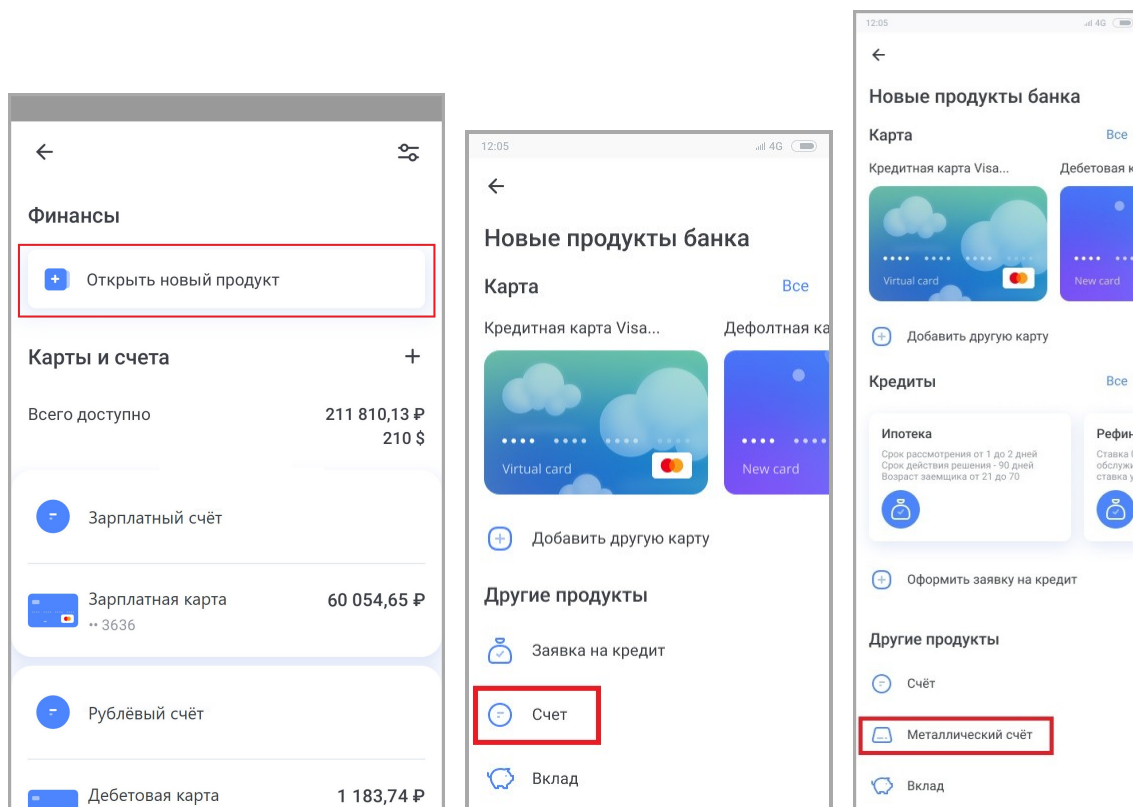 Финансы
Открыть новый продукт
Карты и счета
Всего доступно 211 810,13 ₽
210 $
Зарплатный счёт
Зарплатная карта 60 054,65 ₽
•• 3636
Рублёвый счёт
Дебетовая карта 1 183,74 ₽
12:05 4G
Новые продукты банка
Карта Все
Кредитная карта Visa... Дефолтная ка
Virtual card New card
Добавить другую карту
Другие продукты
Заявка на кредит
Счет
Вклад
12:05 4G
Новые продукты банка
Карта Все
Кредитная карта Visa... Дебетовая к
Virtual card New card
Добавить другую карту
Кредиты Все
Ипотека Рефин
Срок рассмотрения от 1 до 2 дней Ставка
Срок действия решения - 90 дней обслужи
Возраст заемщика от 21 до 70 ставка у
Оформить заявку на кредит
Другие продукты
Счёт
Металлический счёт
Вклад